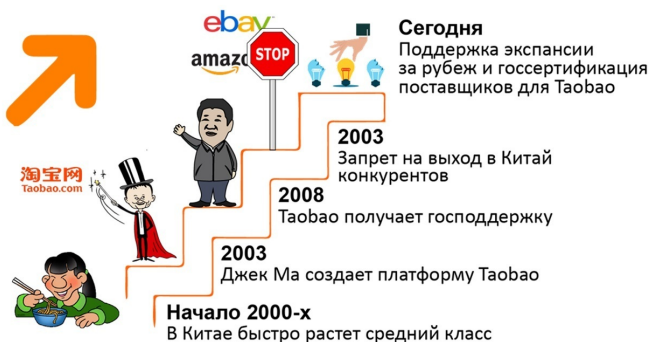 ebay
STOP
Сегодня
Поддержка экспансии
за рубеж и госсертификация
поставщиков для Taobao
2003
Запрет на выход в Китай
конкурентов
淘宝网
Taobao.com
2008
Taobao получает господдержку
2003
Джек Ма создает платформу Taobao
Начало 2000-х
В Китае быстро растет средний класс